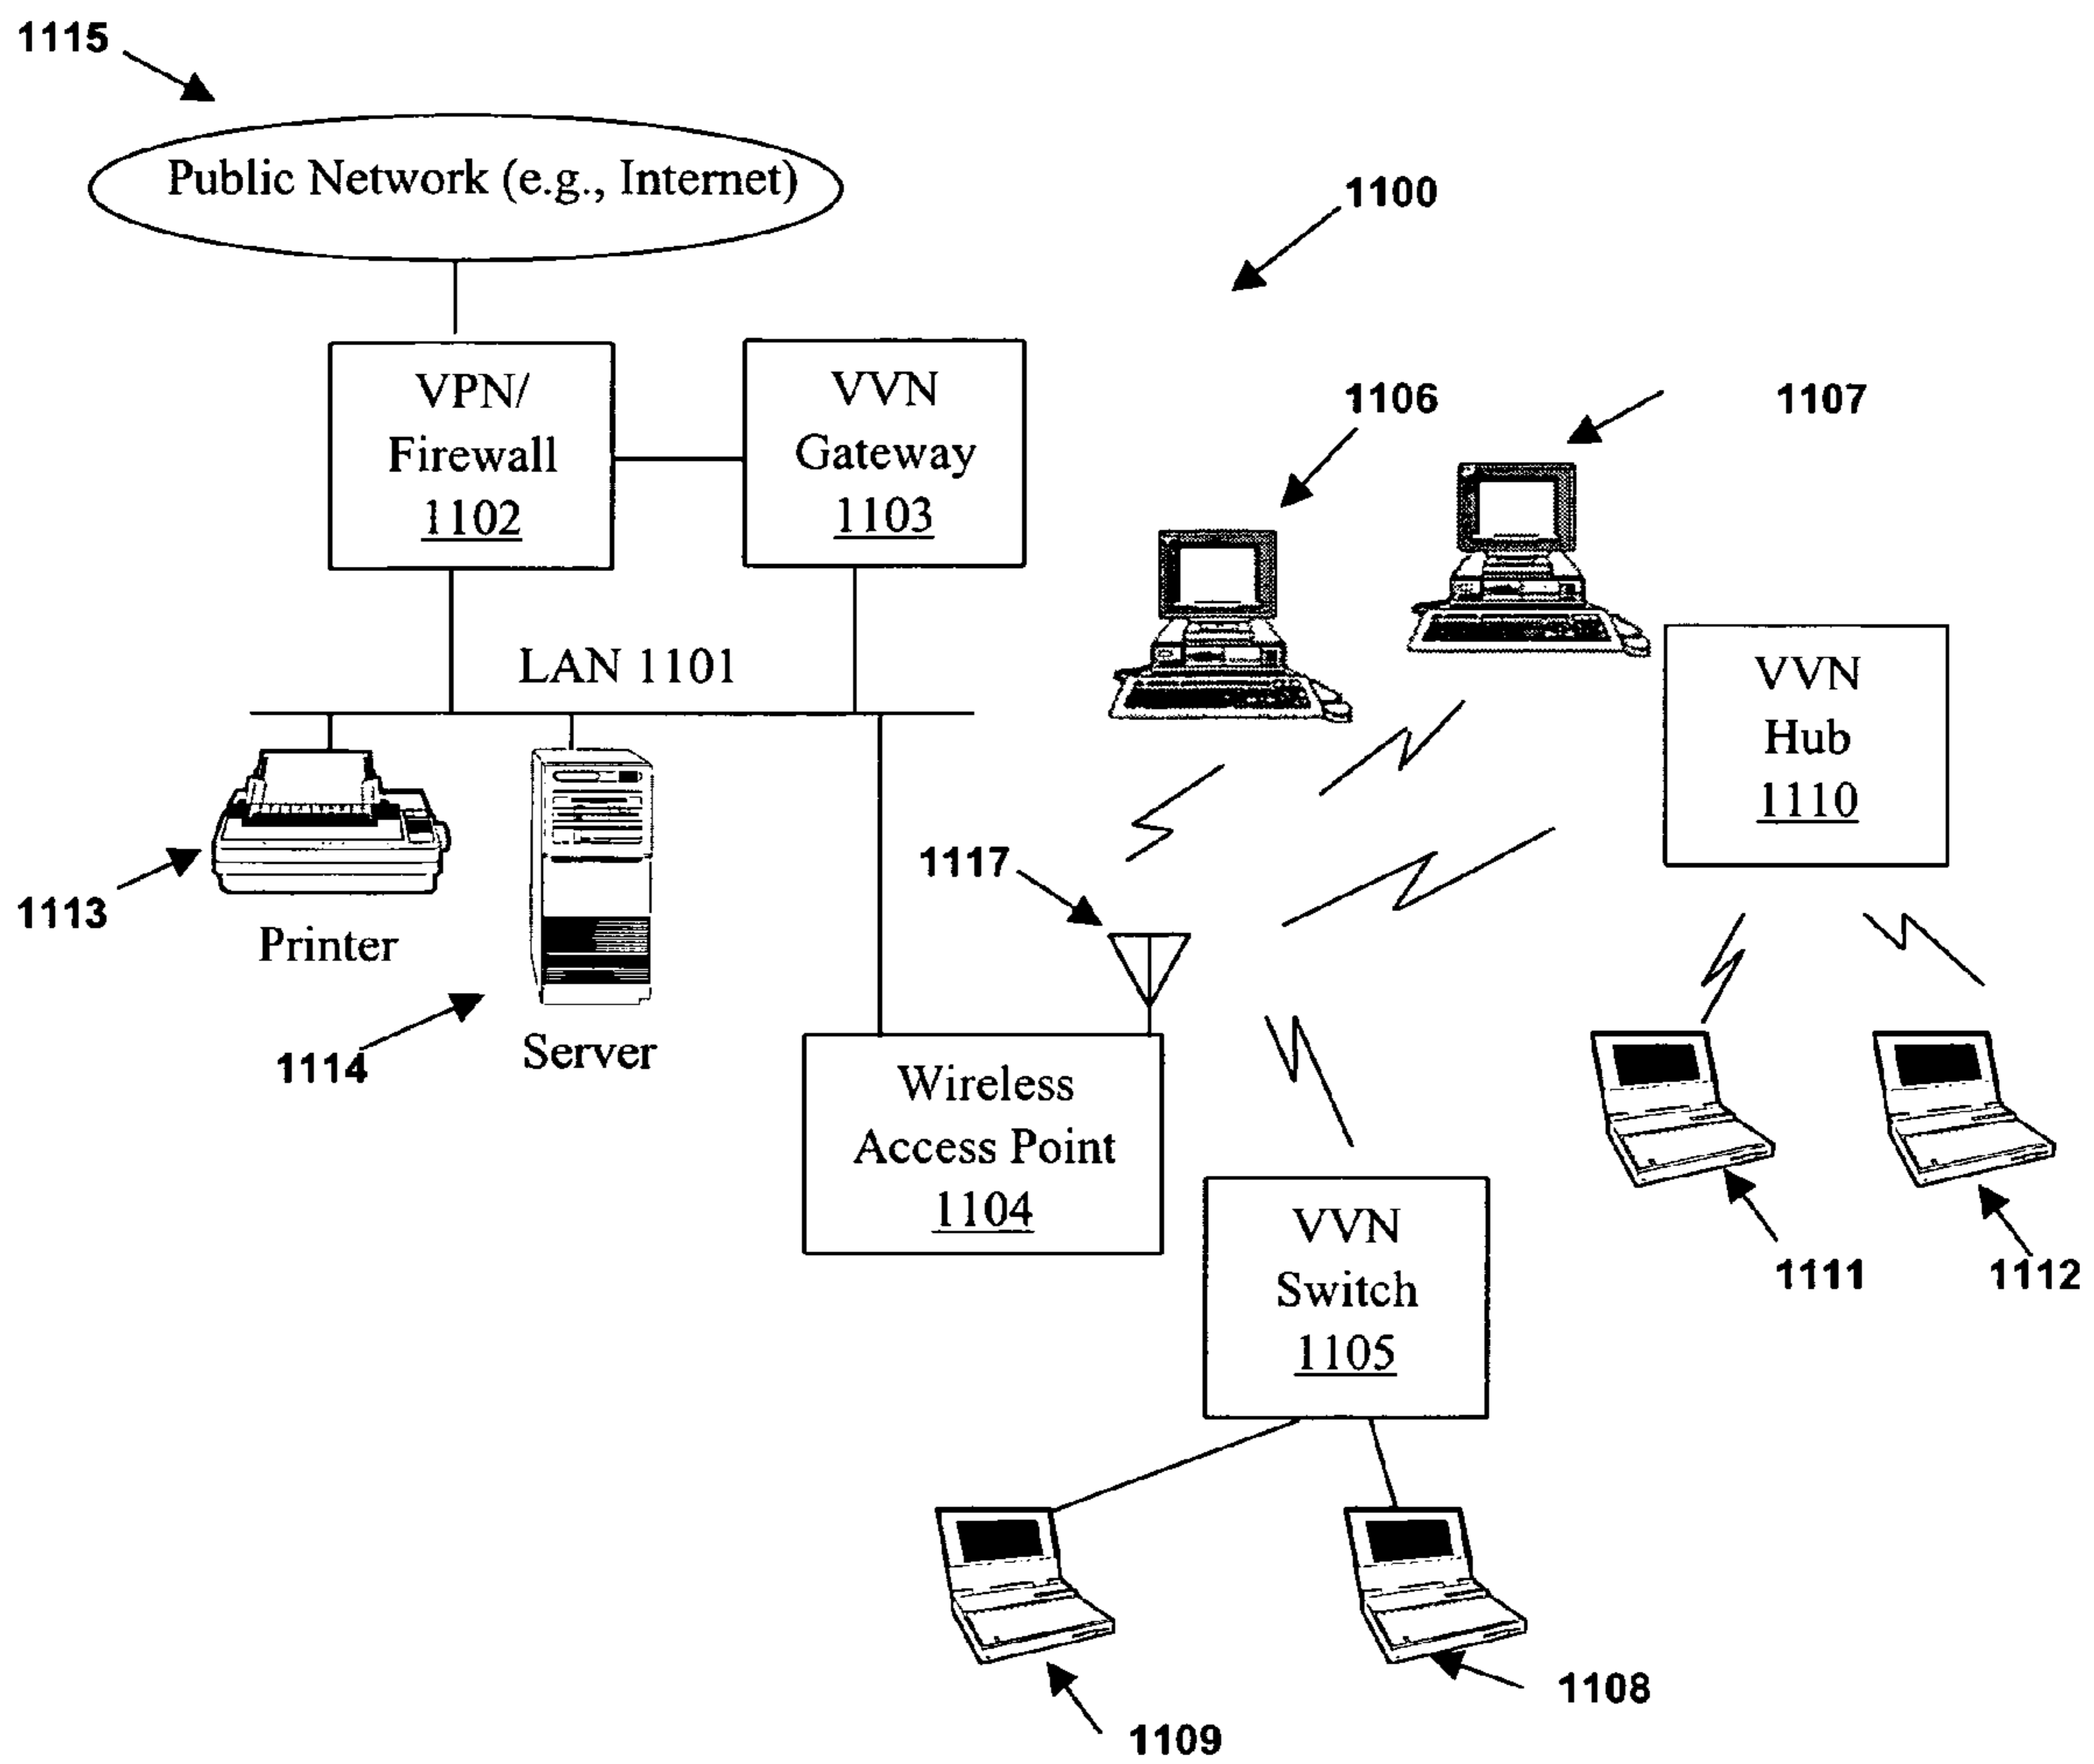 1115
Public Network (e.g., Internet)
1100
VPN/
Firewall
1102
VVN
Gateway
1103
1106
1107
LAN 1101
VVN
Hub
1110
1113
Printer
1117
1114
Server
Wireless
Access Point
1104
VVN
Switch
1105
1111
1112
1108
1109